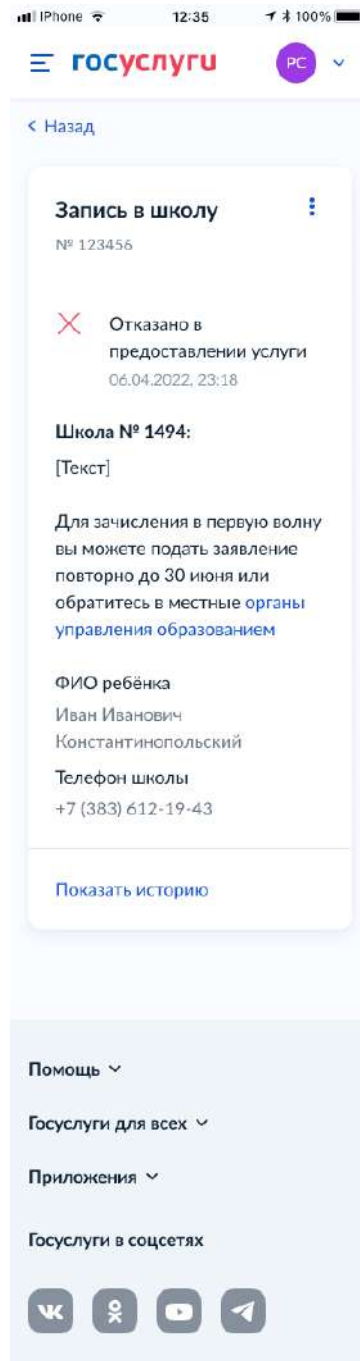 iPhone 12:35 100%
госуслуги РС
Назад
Запись в школу
№ 123456
Отказано в
предоставлении услуги
06.04.2022, 23:18
Школа № 1494:
[Текст]
Для зачисления в первую волну
вы можете подать заявление
повторно до 30 июня или
обратитесь в местные органы
управления образованием
ФИО ребёнка
Иван Иванович
Константинопольский
Телефон школы
+7 (383) 612-19-43
Показать историю
Помощь
Госуслуги для всех
Приложения
Госуслуги в соцсетях